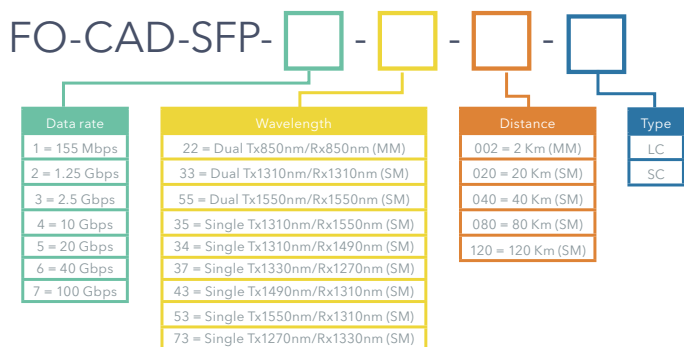 FO-CAD-SFP- - - -
Data rate
1 = 155 Mbps
2 = 1.25 Gbps
3 = 2.5 Gbps
4 = 10 Gbps
5 = 20 Gbps
6 = 40 Gbps
7 = 100 Gbps
Wavelength
22 = Dual Tx850nm/Rx850nm (MM)
33 = Dual Tx1310nm/Rx1310nm (SM)
55 = Dual Tx1550nm/Rx1550nm (SM)
35 = Single Tx1310nm/Rx1550nm (SM)
34 = Single Tx1310nm/Rx1490nm (SM)
37 = Single Tx1330nm/Rx1270nm (SM)
43 = Single Tx1490nm/Rx1310nm (SM)
53 = Single Tx1550nm/Rx1310nm (SM)
73 = Single Tx1270nm/Rx1330nm (SM)
Distance
002 = 2 Km (MM)
020 = 20 Km (SM)
040 = 40 Km (SM)
080 = 80 Km (SM)
120 = 120 Km (SM)
Type
LC
SC